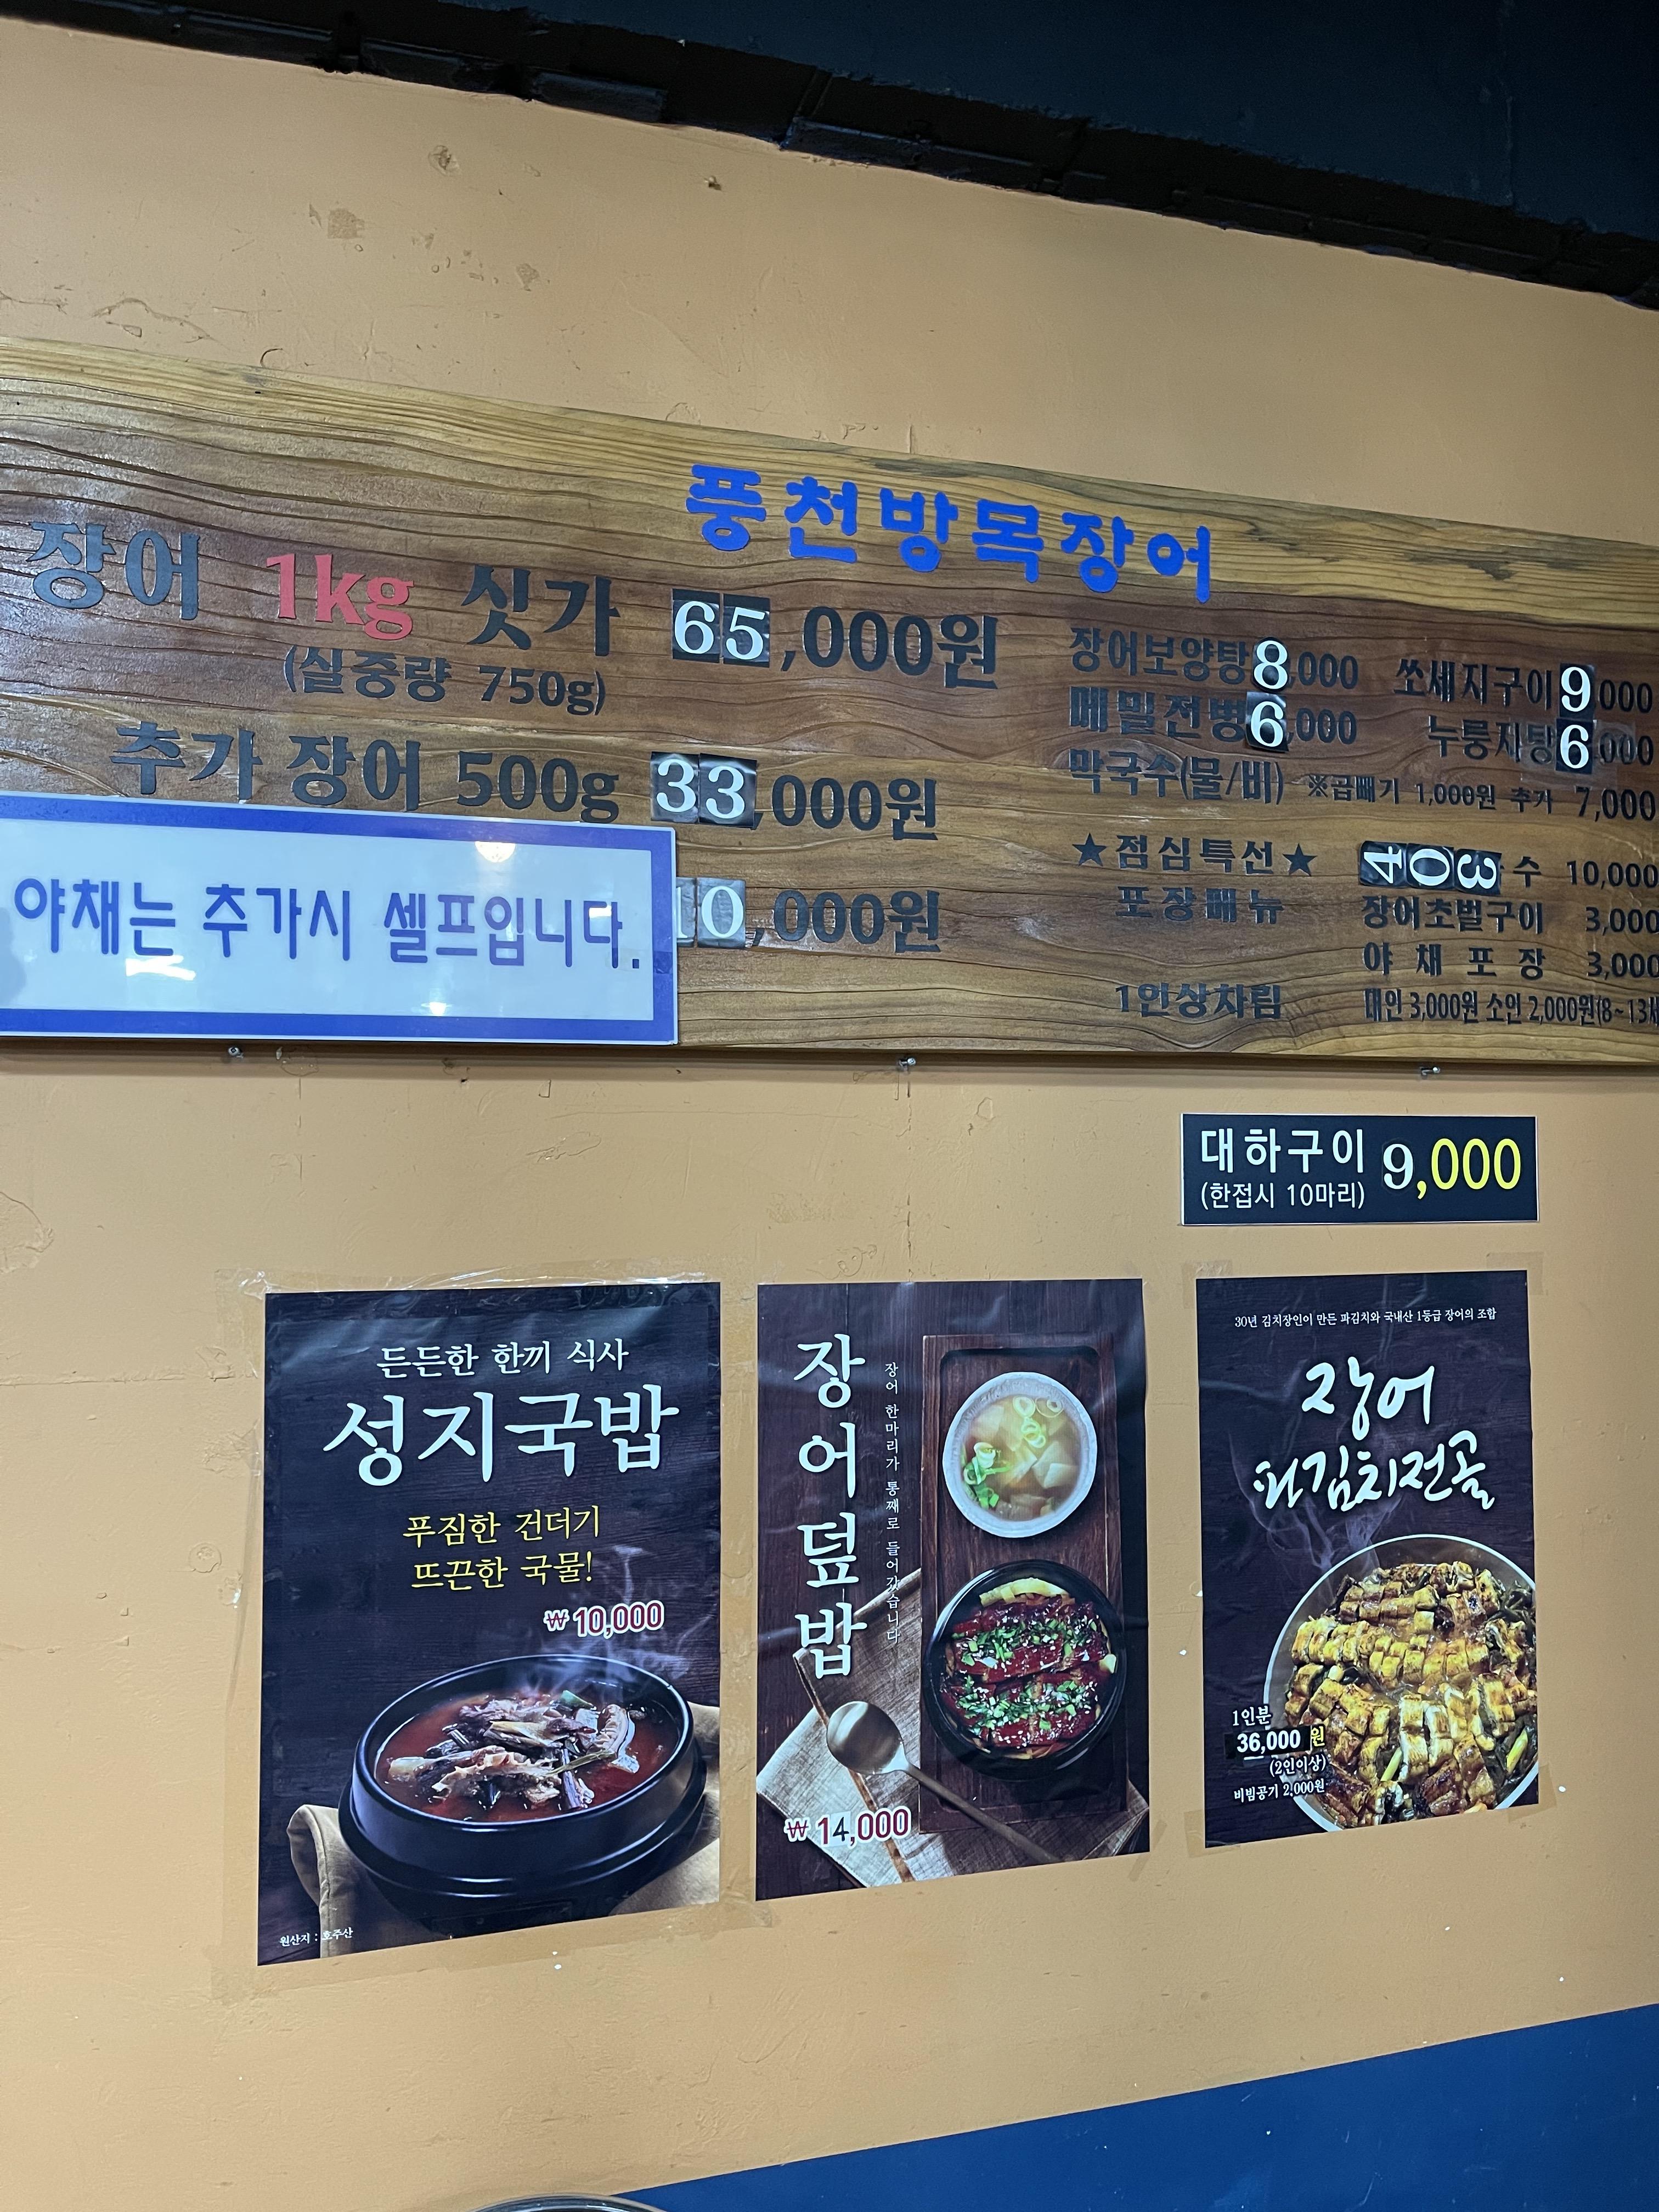 풍천방목장어
장어 1kg 싯가 65,000원
(실중량 750g)
추가 장어 500g 33,000원
10,000원
야채는 추가시 셀프입니다.
장어보양탕 8,000
쏘세지구이 9,000
메밀전병 6,000
누룽지탕 6,000
막국수(물/비) ※곱빼기 1,000원 추가 7,000
★점심특선★ 403 수 10,000
포장메뉴 장어초벌구이 3,000
야채포장 3,000
1인상차림 대인 3,000원 소인 2,000원(8~13세
대하구이 9,000
(한접시 10마리)
든든한 한끼 식사
성지국밥
푸짐한 건더기
뜨끈한 국물!
₩10,000
원산지 : 호주산
장어덮밥
장어 한마리가 통째로 들어갔습니다
₩14,000
30년 김치장인이 만든 파김치와 국내산 1등급 장어의 조합
장어
파김치전골
1인분
36,000원
(2인이상)
비빔공기 2,000원